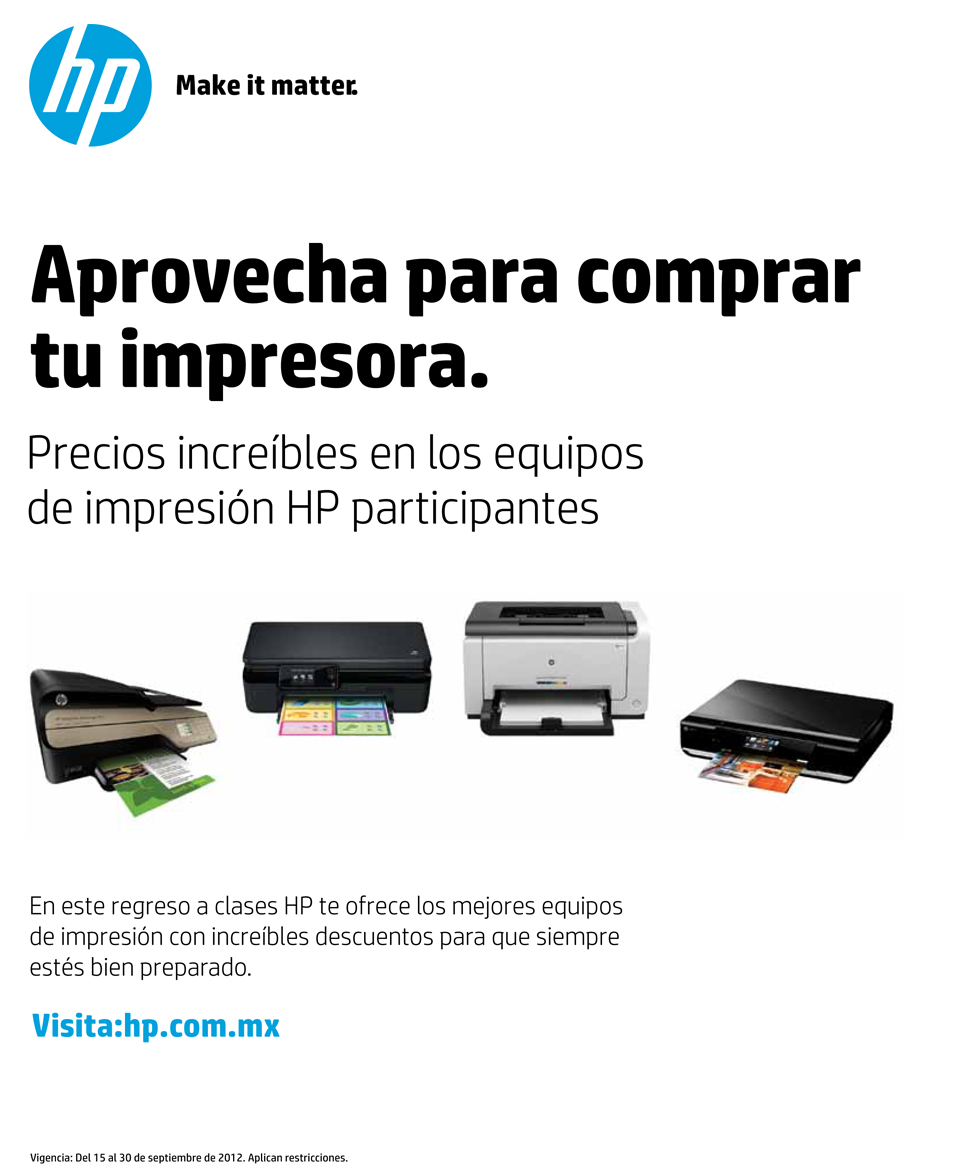 hp
Make it matter.
Aprovecha para comprar
tu impresora.
Precios increíbles en los equipos
de impresión HP participantes
En este regreso a clases HP te ofrece los mejores equipos
de impresión con increíbles descuentos para que siempre
estés bien preparado.
Visita:hp.com.mx
Vigencia: Del 15 al 30 de septiembre de 2012. Aplican restricciones.